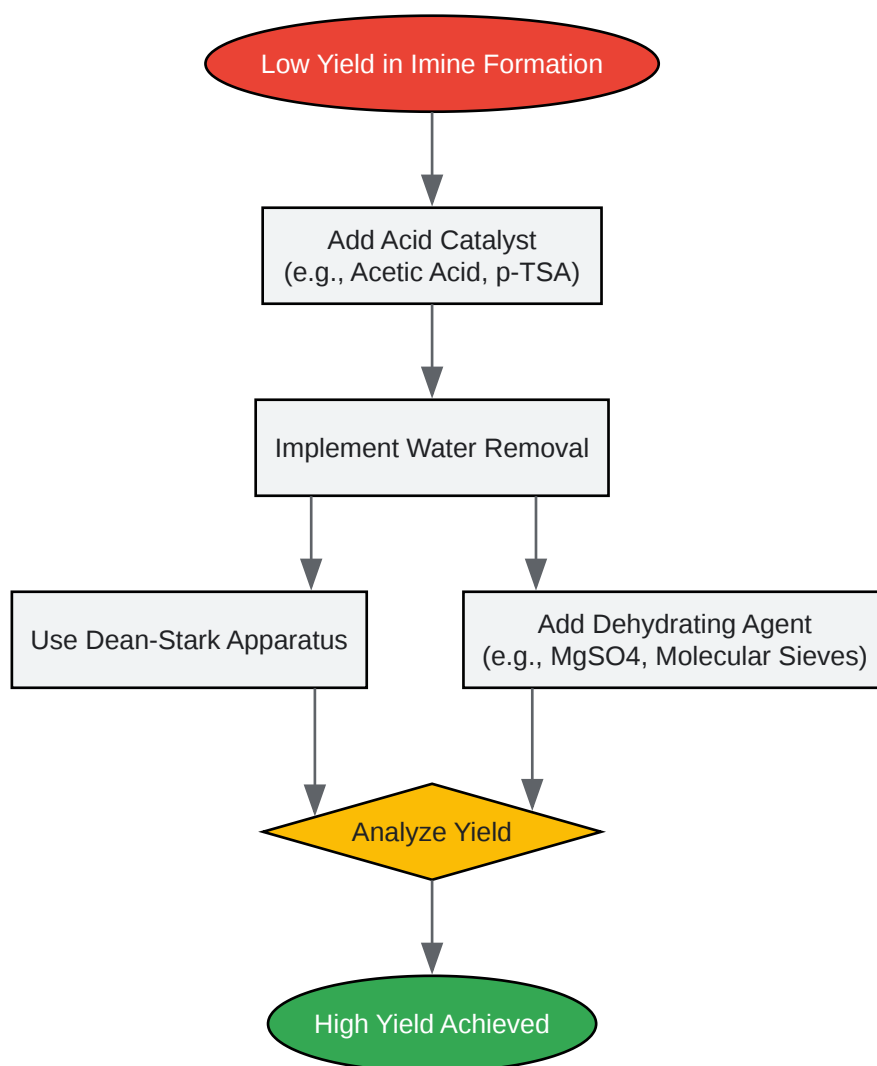 Low Yield in Imine Formation
Add Acid Catalyst
(e.g., Acetic Acid, p-TSA)
Implement Water Removal
Use Dean-Stark Apparatus
Add Dehydrating Agent
(e.g., MgSO4, Molecular Sieves)
Analyze Yield
High Yield Achieved